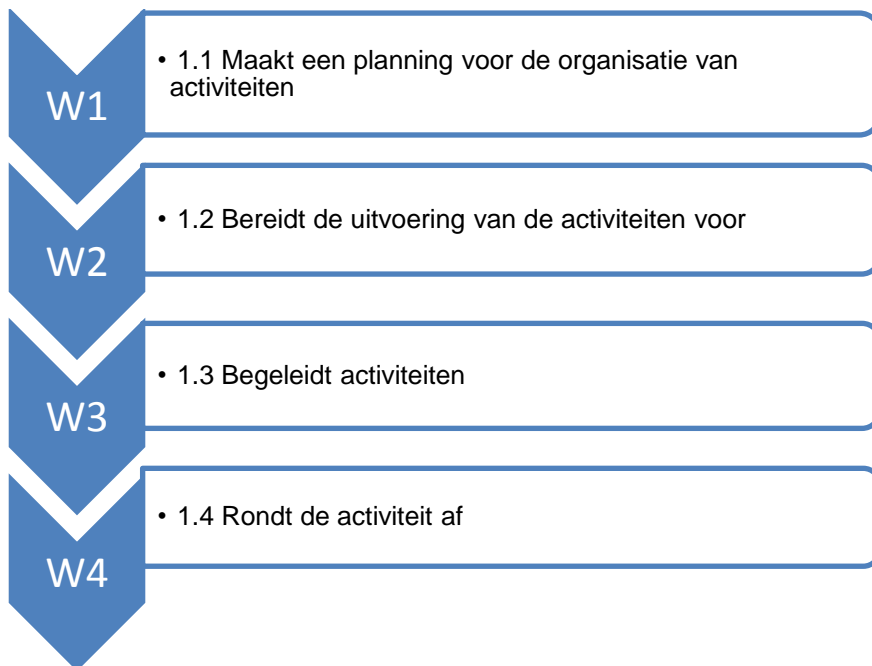 W1
• 1.1 Maakt een planning voor de organisatie van
activiteiten
W2
• 1.2 Bereidt de uitvoering van de activiteiten voor
W3
• 1.3 Begeleidt activiteiten
W4
• 1.4 Rondt de activiteit af